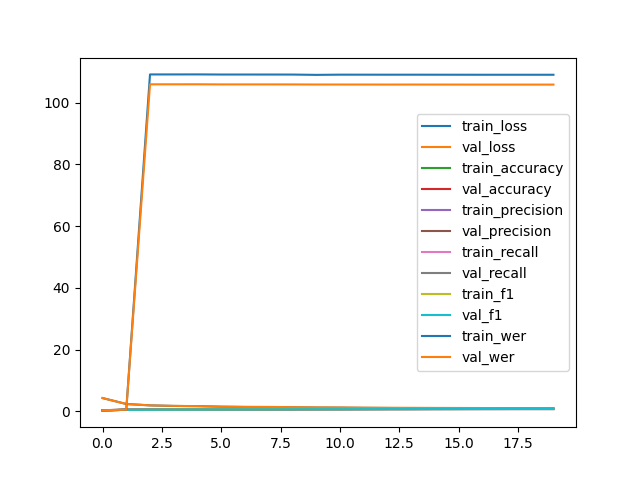 100
80
60
40
20
0
0.0
2.5
5.0
7.5
10.0
12.5
15.0
17.5
train_loss
val_loss
train_accuracy
val_accuracy
train_precision
val_precision
train_recall
val_recall
train_f1
val_f1
train_wer
val_wer